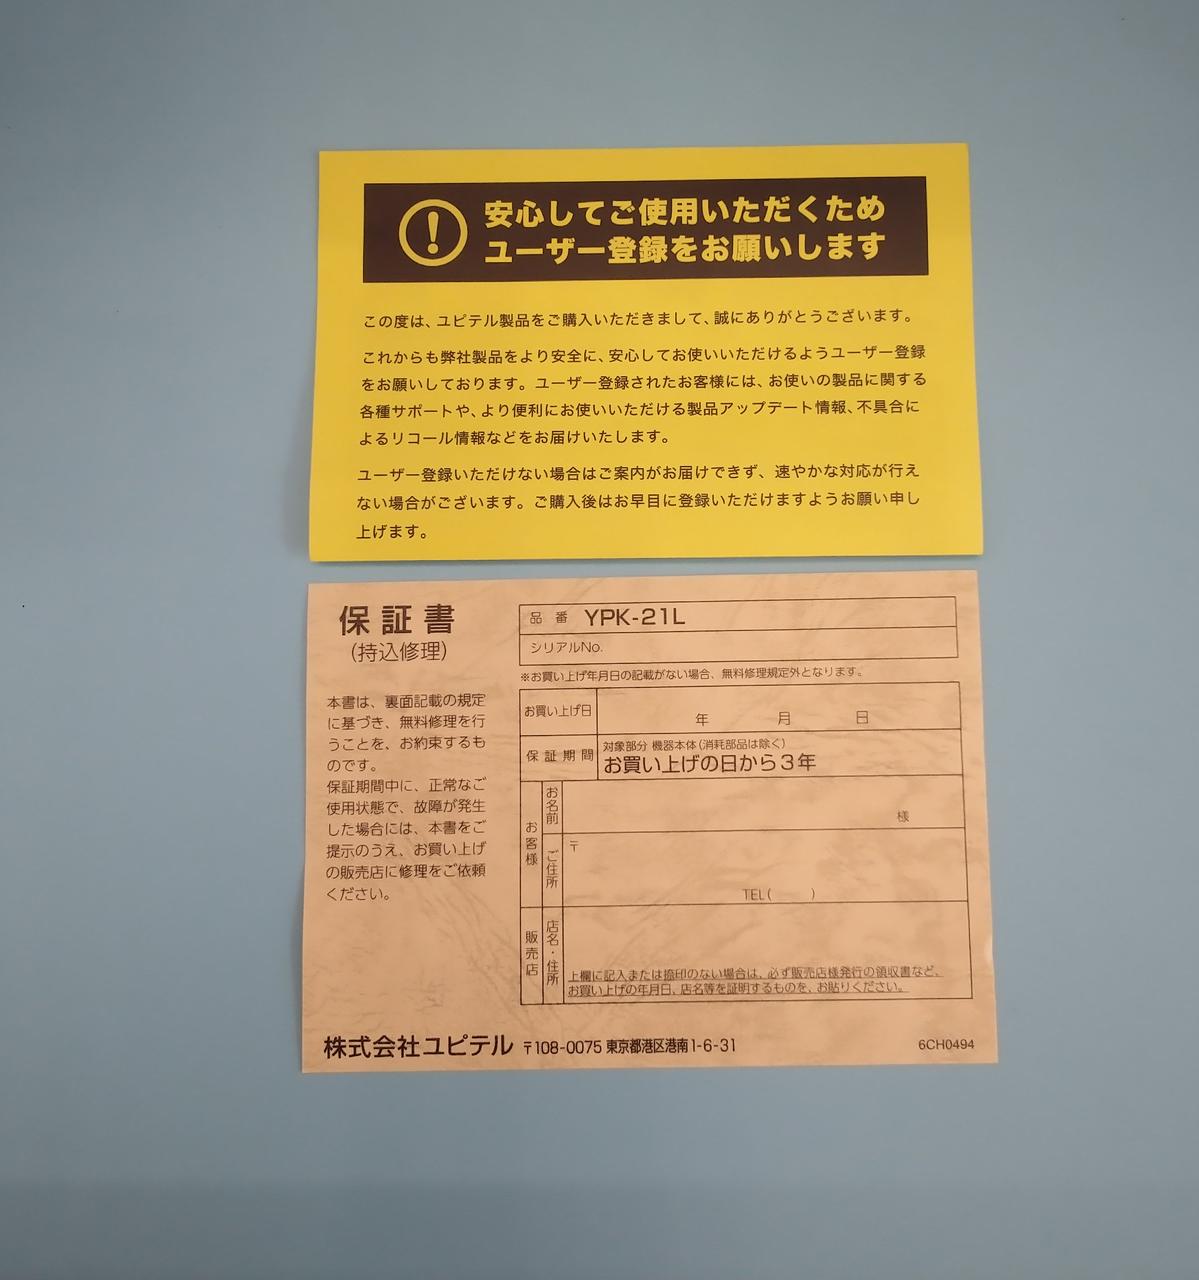 安心してご使用いただくため
ユーザー登録をお願いします
この度は、ユピテル製品をご購入いただきまして、誠にありがとうございます。
これからも弊社製品をより安全に、安心してお使いいただけるようユーザー登録
をお願いしております。ユーザー登録されたお客様には、お使いの製品に関する
各種サポートや、より便利にお使いいただける製品アップデート情報、不具合に
よるリコール情報などをお届けいたします。
ユーザー登録いただけない場合はご案内がお届けできず、速やかな対応が行え
ない場合がございます。ご購入後はお早目に登録いただけますようお願い申し
上げます。
保証書
(持込修理)
本書は、裏面記載の規定
に基づき、無料修理を行
うことを、お約束するも
のです。
保証期間中に、正常なご
使用状態で、故障が発生
した場合には、本書をご
提示のうえ、お買い上げ
の販売店に修理をご依頼
ください。
品番 YPK-21L
シリアルNo.
※お買い上げ年月日の記載がない場合、無料修理規定外となります。
お買い上げ日 年 月 日
保証期間 対象部分 機器本体(消耗部品は除く)
お買い上げの日から3年
お客様
お名前 様
ご住所 〒
TEL( )
販売店
店名・住所
上欄に記入または捺印のない場合は、必ず販売店様発行の領収書など、
お買い上げの年月日、店名等を証明するものを、お貼りください。
株式会社ユピテル 〒108-0075 東京都港区港南1-6-31
6CH0494